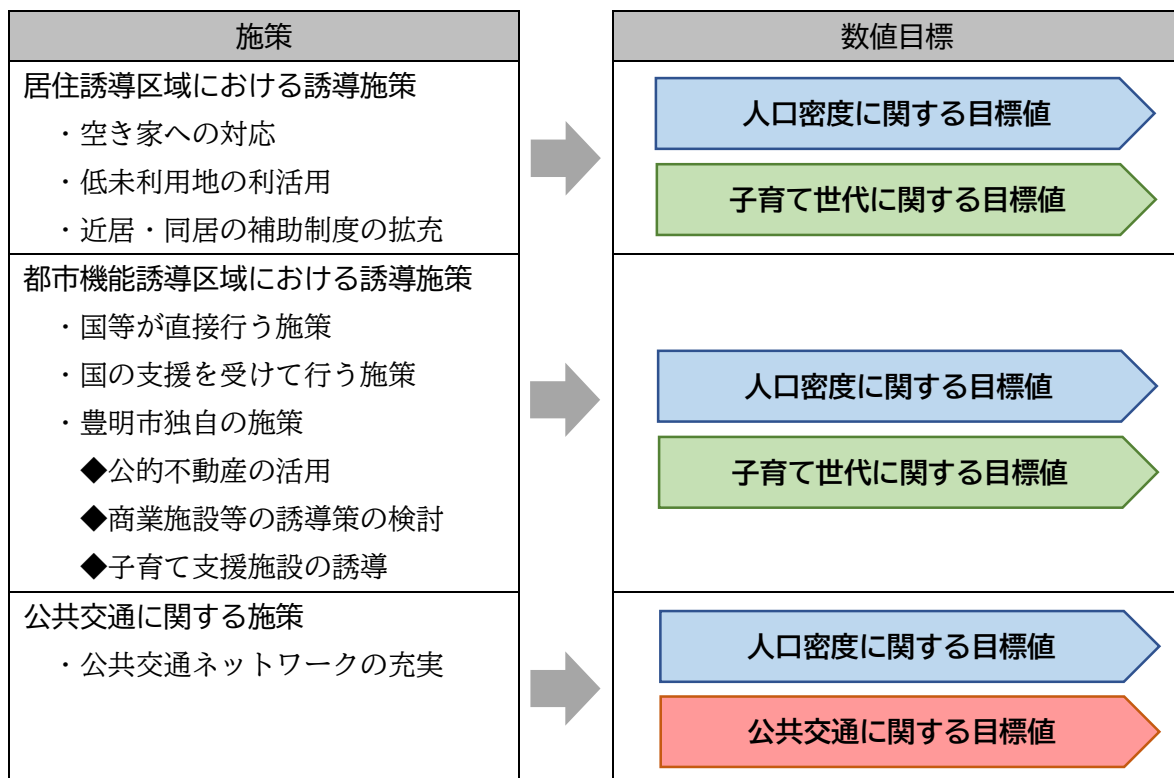 施策
数値目標
居住誘導区域における誘導施策
・空き家への対応
・低未利用地の利活用
・近居・同居の補助制度の拡充
人口密度に関する目標値
子育て世代に関する目標値
都市機能誘導区域における誘導施策
・国等が直接行う施策
・国の支援を受けて行う施策
・豊明市独自の施策
◆公的不動産の活用
◆商業施設等の誘導策の検討
◆子育て支援施設の誘導
人口密度に関する目標値
子育て世代に関する目標値
公共交通に関する施策
・公共交通ネットワークの充実
人口密度に関する目標値
公共交通に関する目標値